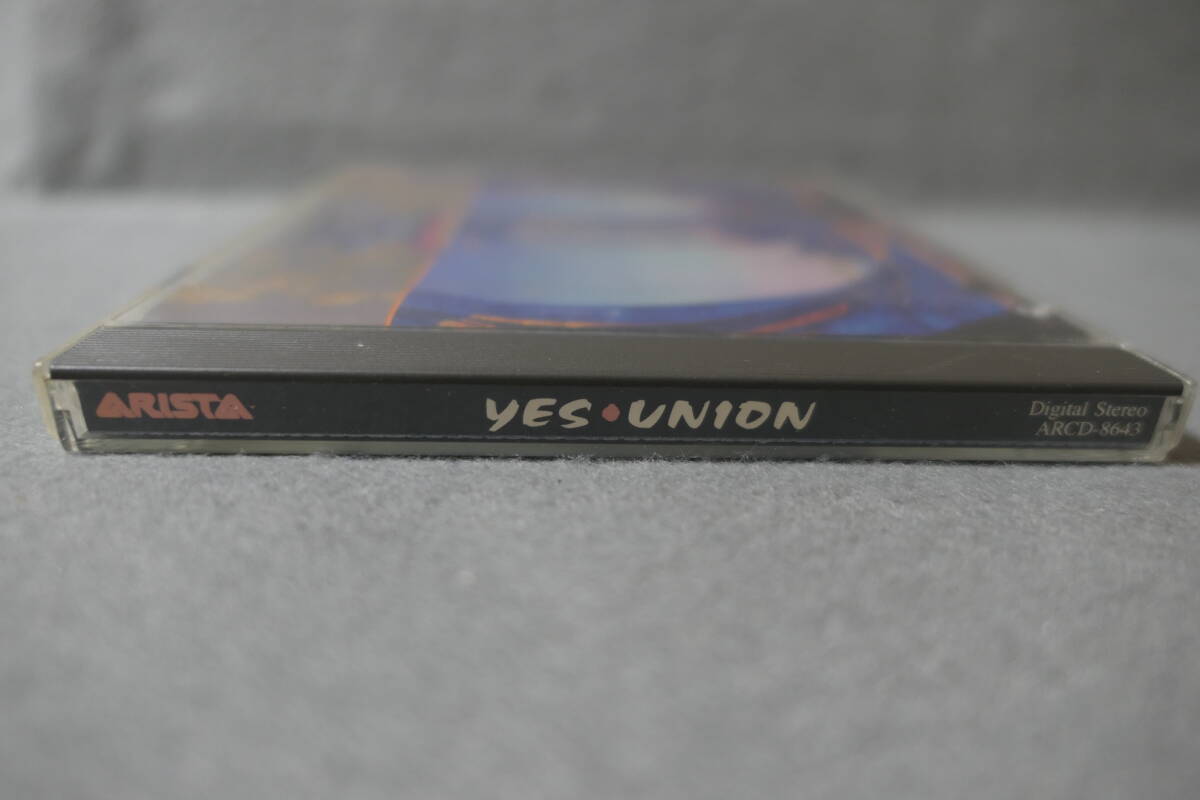 ARISTA
YES • UNION
Digital Stereo
ARCD-8643